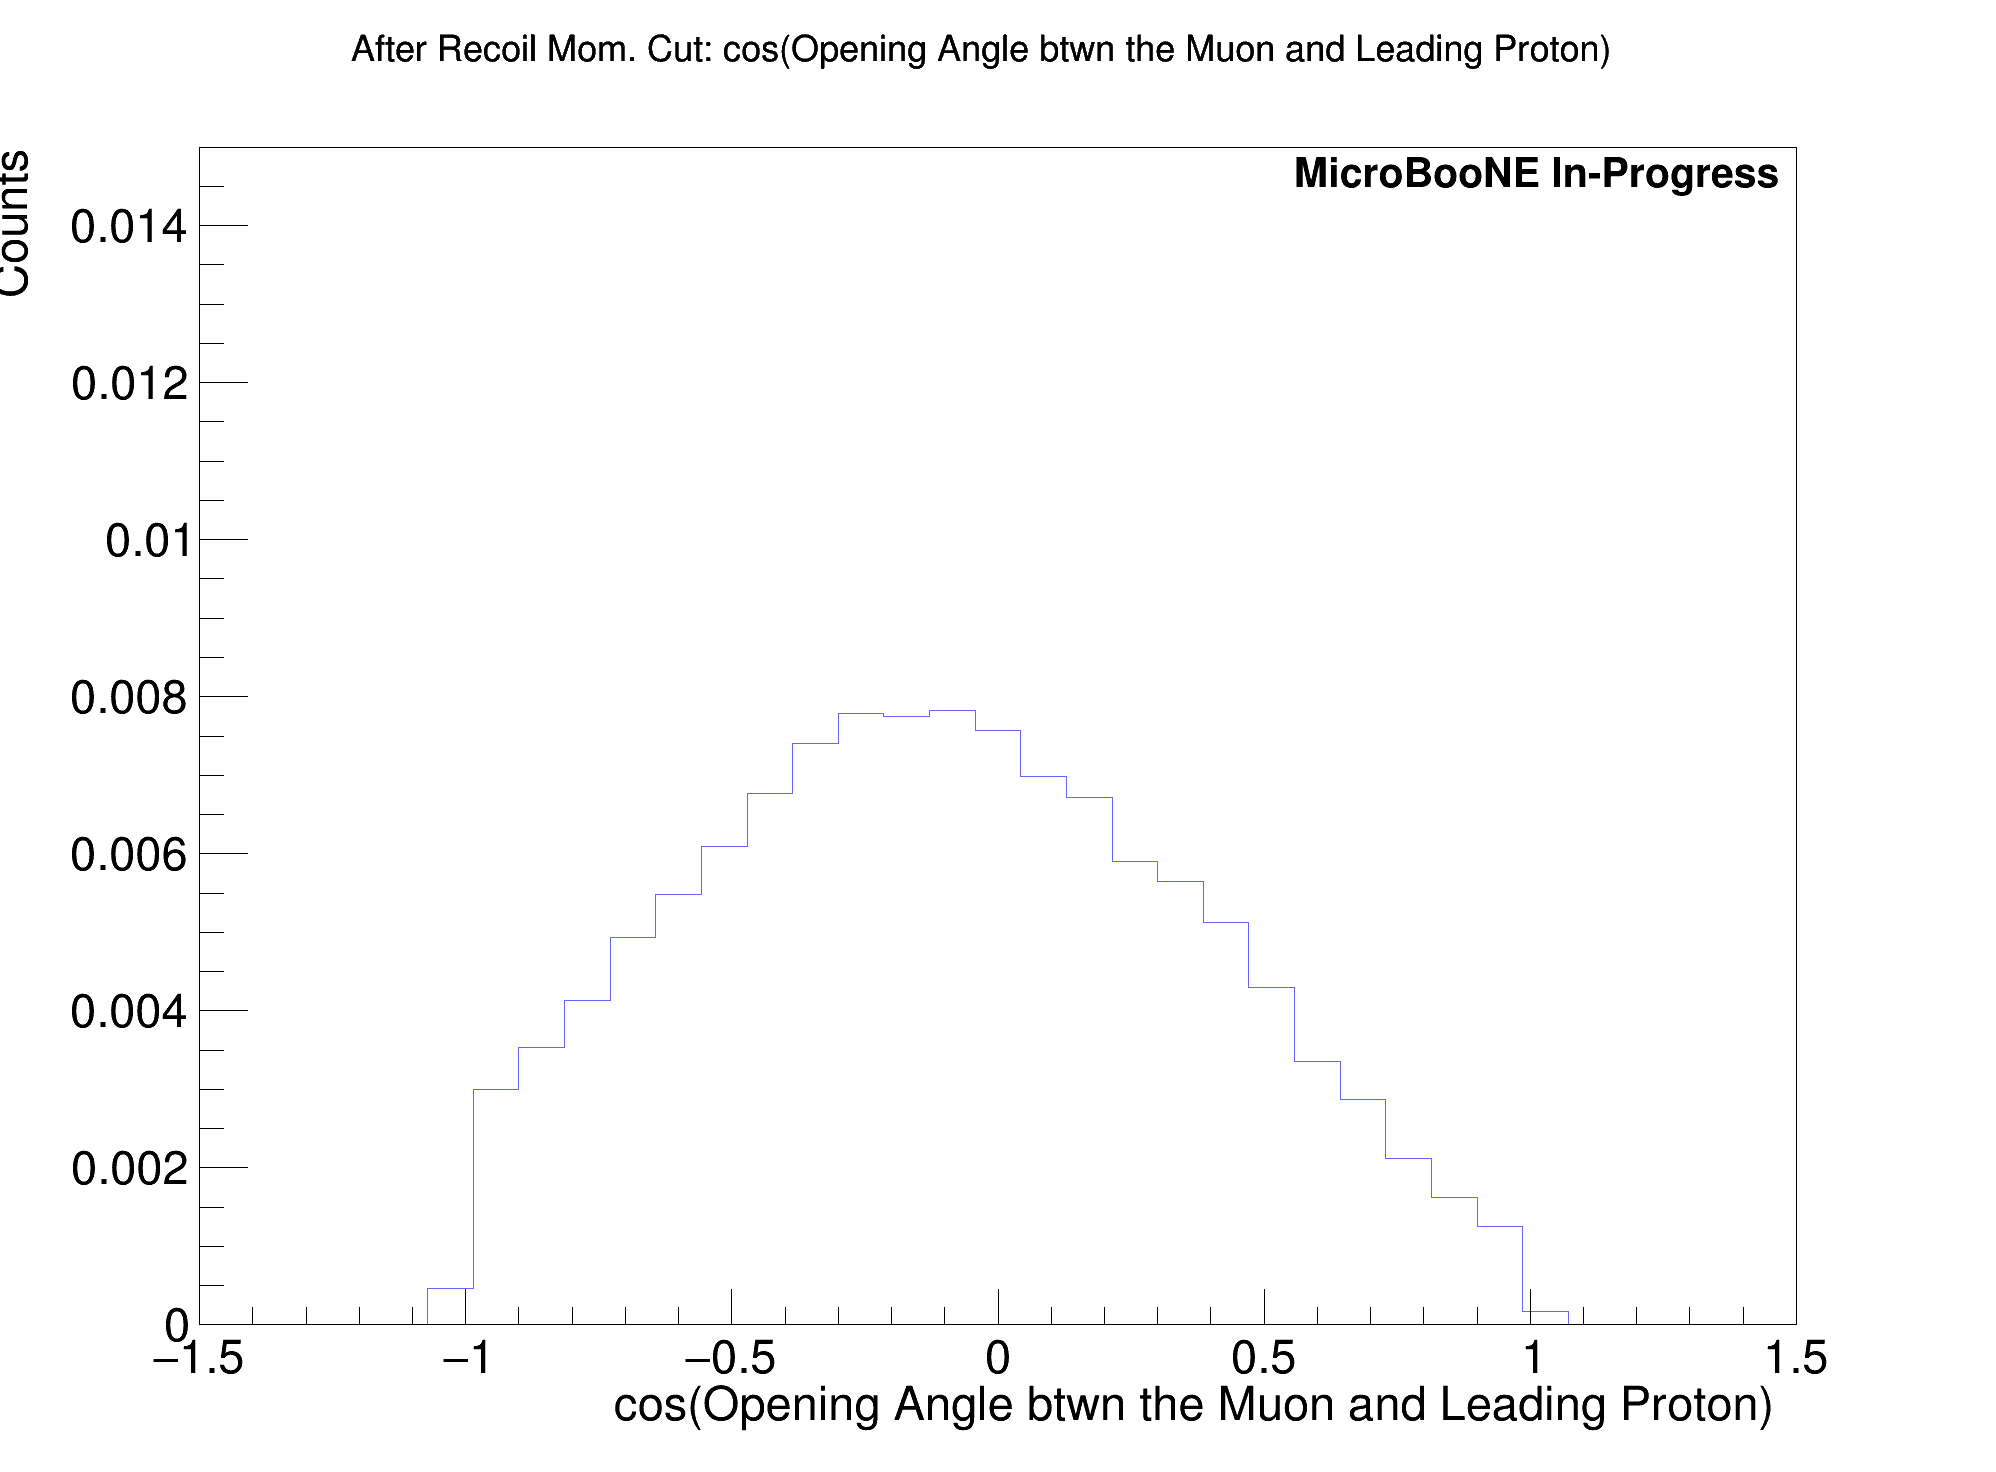 After Recoil Mom. Cut: cos(Opening Angle btwn the Muon and Leading Proton)
Counts
MicroBooNE In-Progress
0.014
0.012
0.01
0.008
0.006
0.004
0.002
0
−1.5 −1 −0.5 0 0.5 1 1.5
cos(Opening Angle btwn the Muon and Leading Proton)